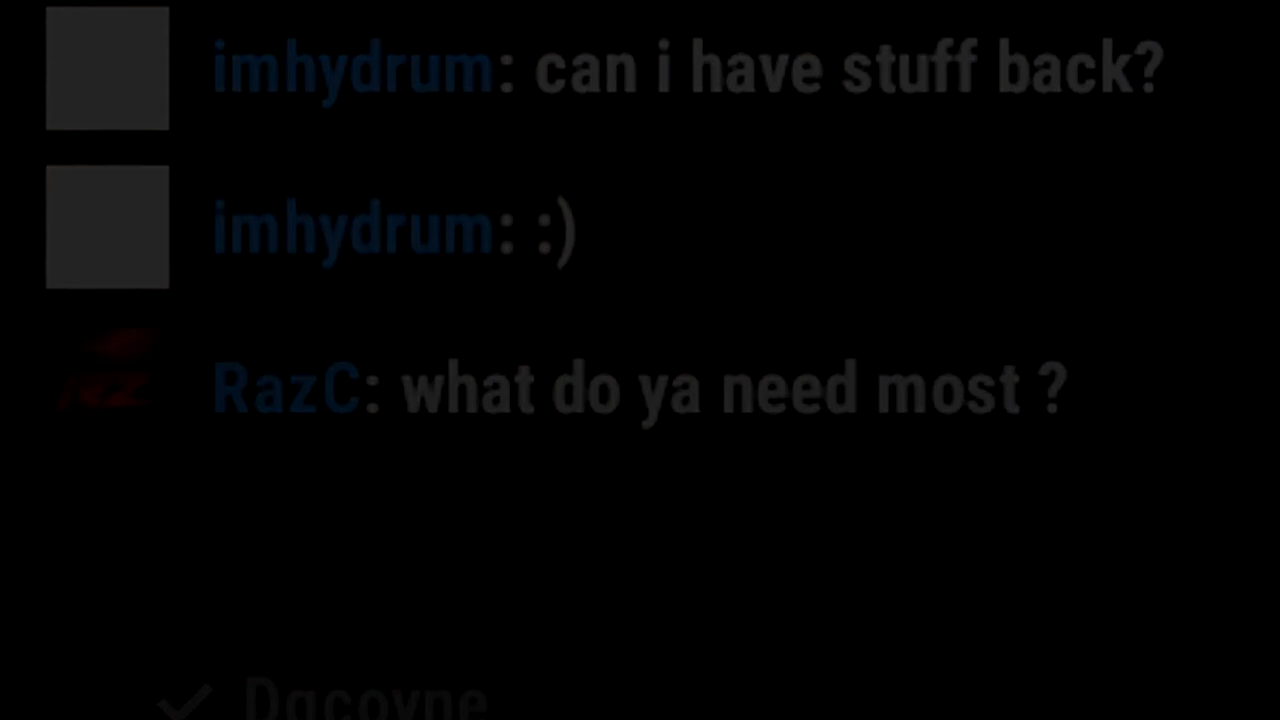 imhydrum: can i have stuff back?
imhydrum: :)
RazC: what do ya need most ?
Dgcoyne